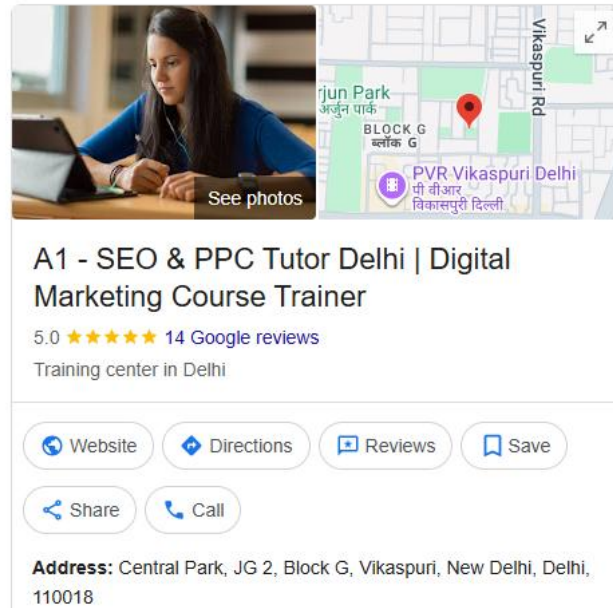 See photos
Vikaspuri Rd
rjun Park
अर्जुन पार्क
BLOCK G
ब्लॉक G
PVR Vikaspuri Delhi
पी वीआर
विकासपुरी दिल्ली
A1 - SEO & PPC Tutor Delhi | Digital
Marketing Course Trainer
5.0 14 Google reviews
Training center in Delhi
Website Directions Reviews Save
Share Call
Address: Central Park, JG 2, Block G, Vikaspuri, New Delhi, Delhi,
110018